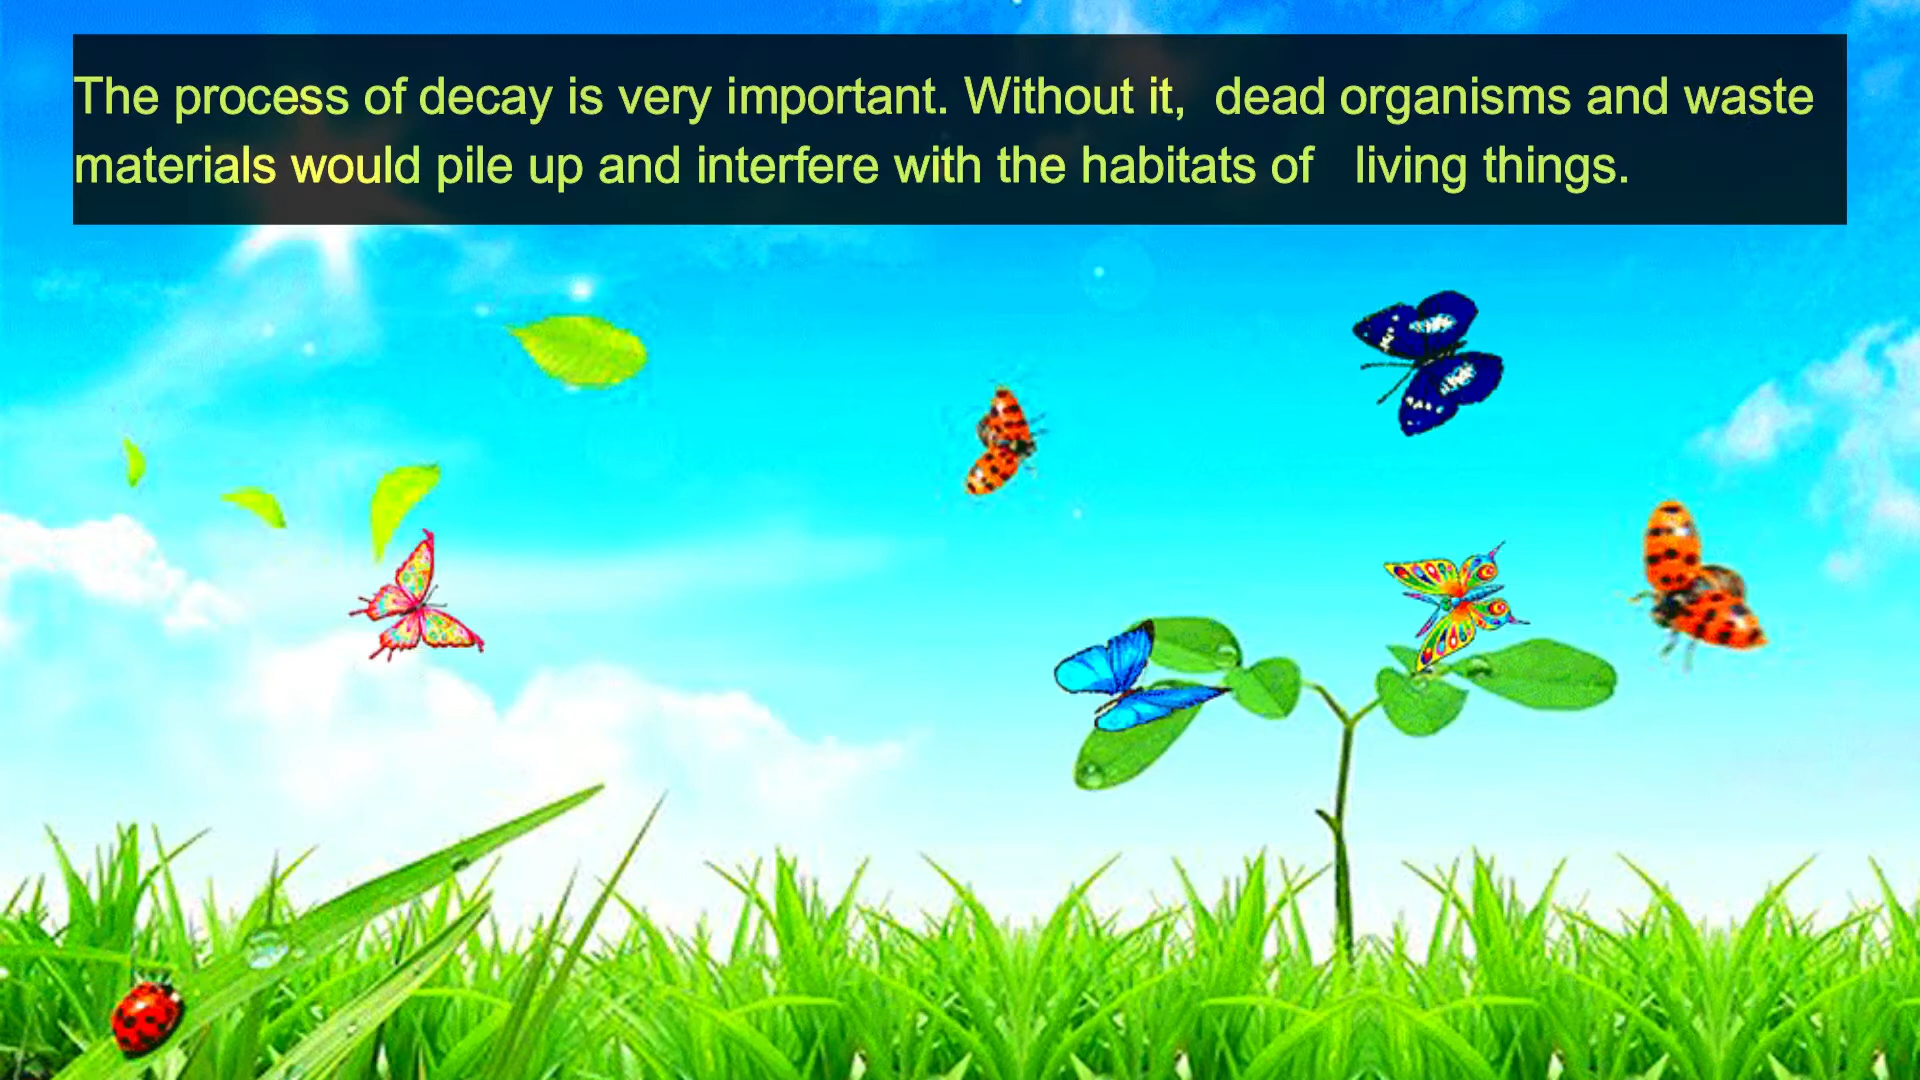 The process of decay is very important. Without it,  dead organisms and waste
materials would pile up and interfere with the habitats of   living things.